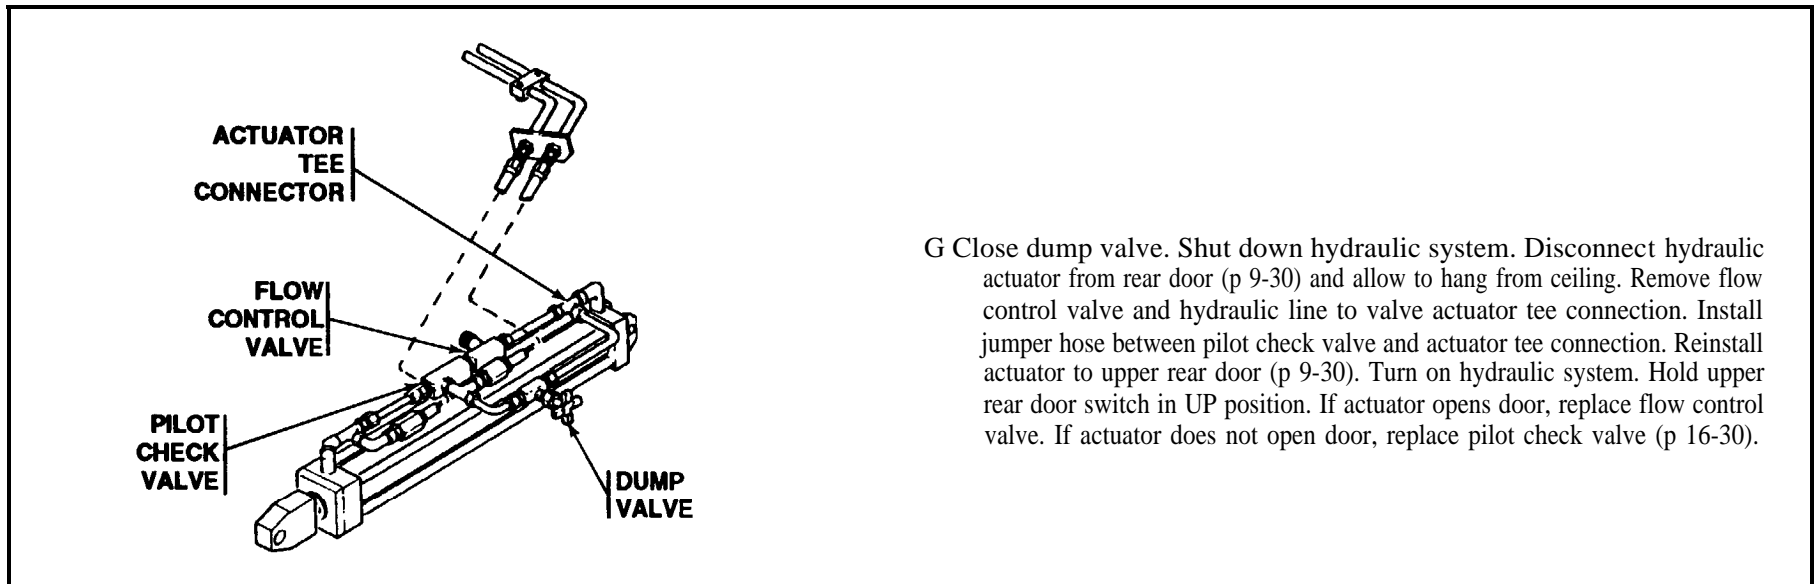 ACTUATOR
TEE
CONNECTOR
FLOW
CONTROL
VALVE
PILOT
CHECK
VALVE
DUMP
VALVE
G Close dump valve. Shut down hydraulic system. Disconnect hydraulic
actuator from rear door (p 9-30) and allow to hang from ceiling. Remove flow
control valve and hydraulic line to valve actuator tee connection. Install
jumper hose between pilot check valve and actuator tee connection. Reinstall
actuator to upper rear door (p 9-30). Turn on hydraulic system. Hold upper
rear door switch in UP position. If actuator opens door, replace flow control
valve. If actuator does not open door, replace pilot check valve (p 16-30).